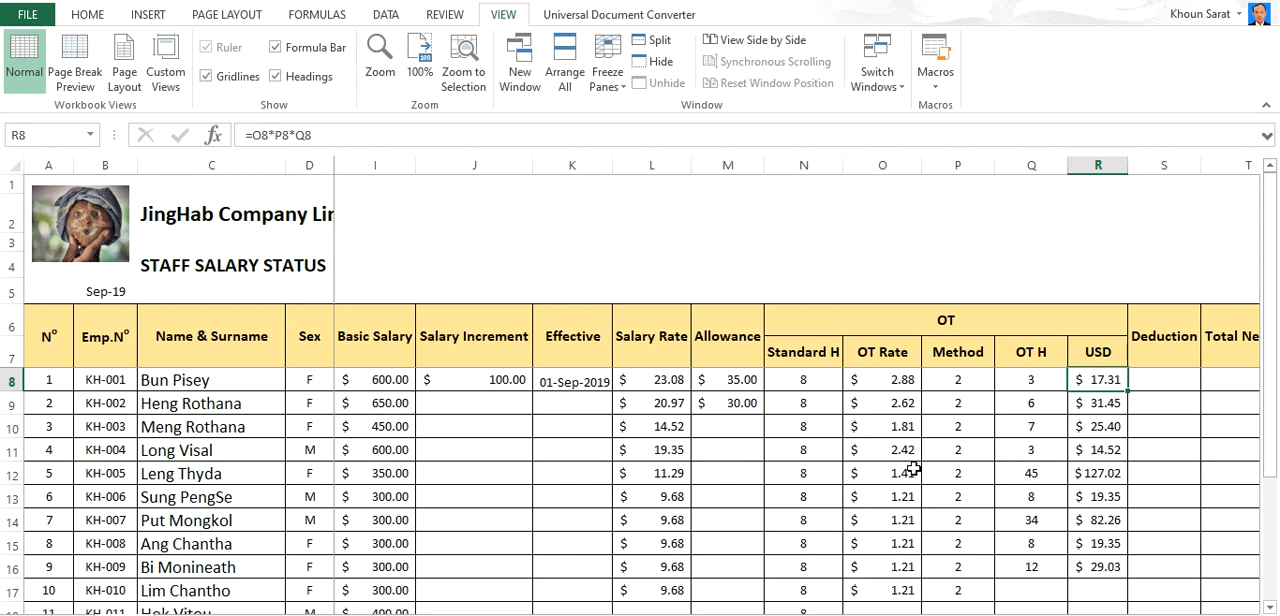 FILE HOME INSERT PAGE LAYOUT FORMULAS DATA REVIEW VIEW Universal Document Converter Khoun Sarat
Normal Page Break Preview Page Layout Custom Views
Workbook Views
Ruler Formula Bar
Gridlines Headings
Show
Zoom 100% Zoom to Selection
Zoom
New Window Arrange All Freeze Panes
Split View Side by Side
Hide Synchronous Scrolling
Unhide Reset Window Position
Switch Windows
Window
Macros
Macros
R8 fx =O8*P8*Q8
A B C D I J K L M N O P Q R S T
1
2 JingHab Company Lir
3
4 STAFF SALARY STATUS
5 Sep-19
6 N° Emp.N° Name & Surname Sex Basic Salary Salary Increment Effective Salary Rate Allowance OT Deduction Total Ne
7 Standard H OT Rate Method OT H USD
8 1 KH-001 Bun Pisey F $ 600.00 $ 100.00 01-Sep-2019 $ 23.08 $ 35.00 8 $ 2.88 2 3 $ 17.31
9 2 KH-002 Heng Rothana F $ 650.00 $ 20.97 $ 30.00 8 $ 2.62 2 6 $ 31.45
10 3 KH-003 Meng Rothana F $ 450.00 $ 14.52 8 $ 1.81 2 7 $ 25.40
11 4 KH-004 Long Visal M $ 600.00 $ 19.35 8 $ 2.42 2 3 $ 14.52
12 5 KH-005 Leng Thyda F $ 350.00 $ 11.29 8 $ 2 45 $ 127.02
13 6 KH-006 Sung PengSe M $ 300.00 $ 9.68 8 $ 1.21 2 8 $ 19.35
14 7 KH-007 Put Mongkol M $ 300.00 $ 9.68 8 $ 1.21 2 34 $ 82.26
15 8 KH-008 Ang Chantha F $ 300.00 $ 9.68 8 $ 1.21 2 8 $ 19.35
16 9 KH-009 Bi Monineath F $ 300.00 $ 9.68 8 $ 1.21 2 12 $ 29.03
17 10 KH-010 Lim Chantho F $ 300.00 $ 9.68 8 $ 1.21 2
11 KH-011 Hok Vitou M $ 400.00 8